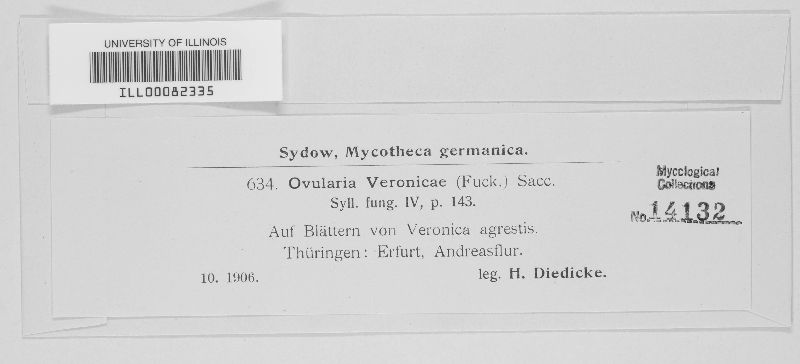 UNIVERSITY OF ILLINOIS
ILL00082335
Sydow, Mycotheca germanica.
634. Ovularia Veronicae (Fuck.) Sacc.
Syll. fung. IV, p. 143.
Auf Blättern von Veronica agrestis.
Thüringen: Erfurt, Andreasflur.
10. 1906. leg. H. Diedicke.
Mycological
Collections
No. 14132